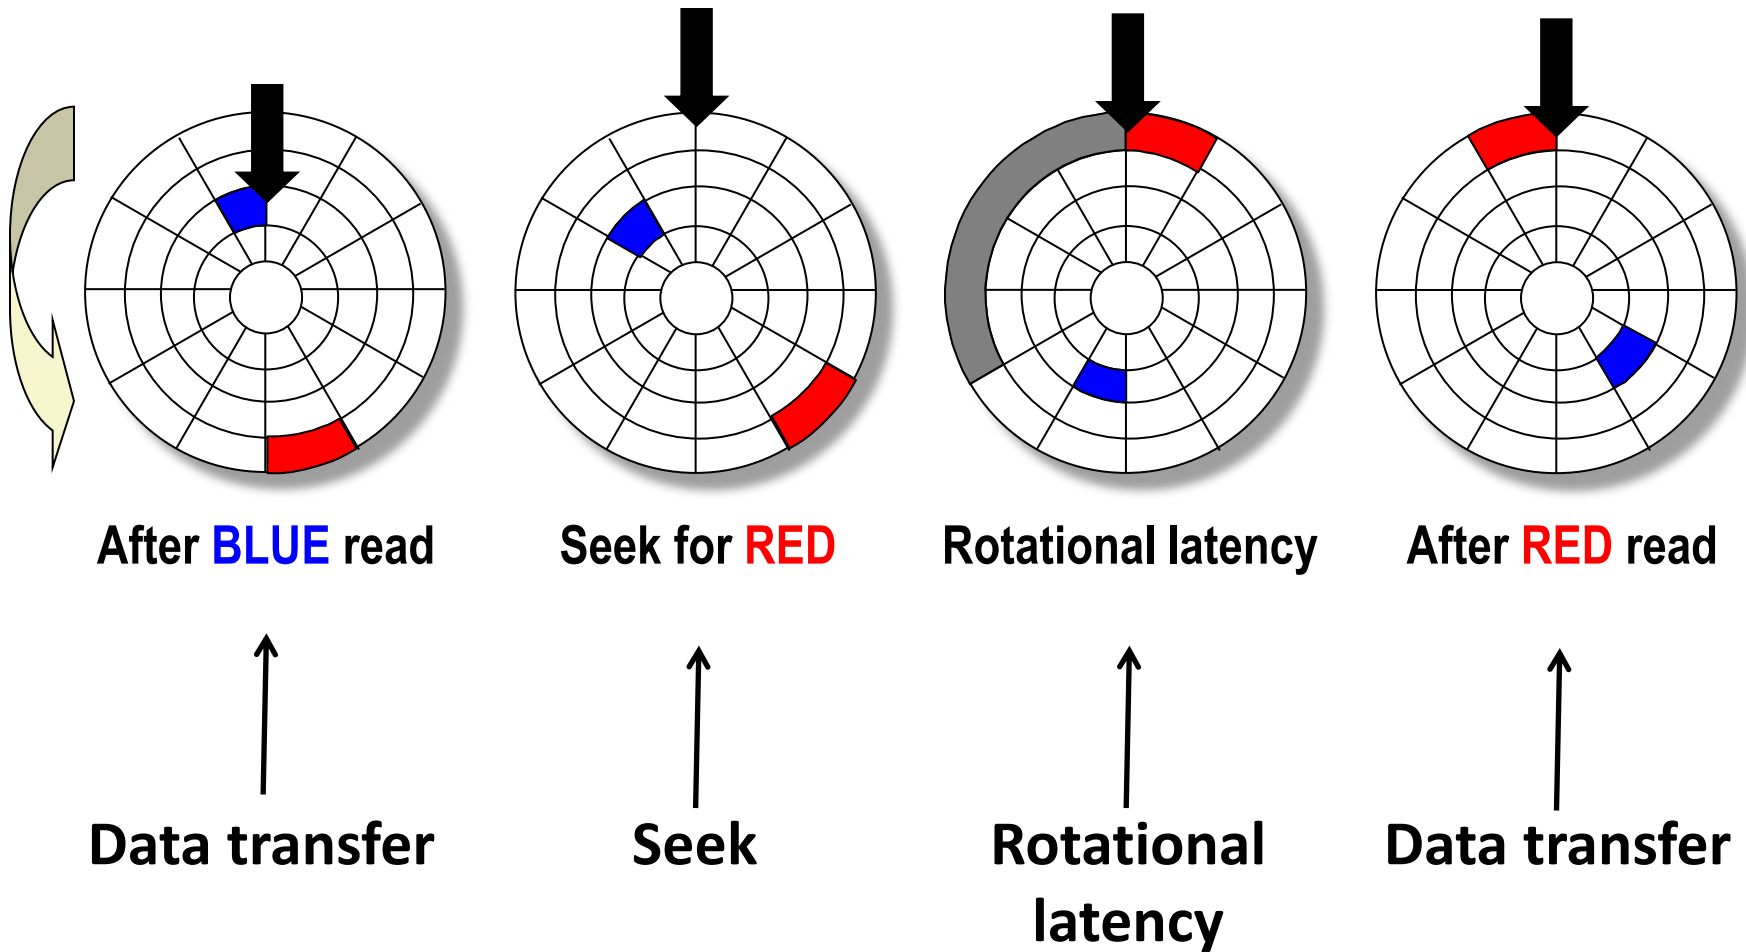 After BLUE read
Seek for RED
Rotational latency
After RED read
Data transfer
Seek
Rotational
latency
Data transfer